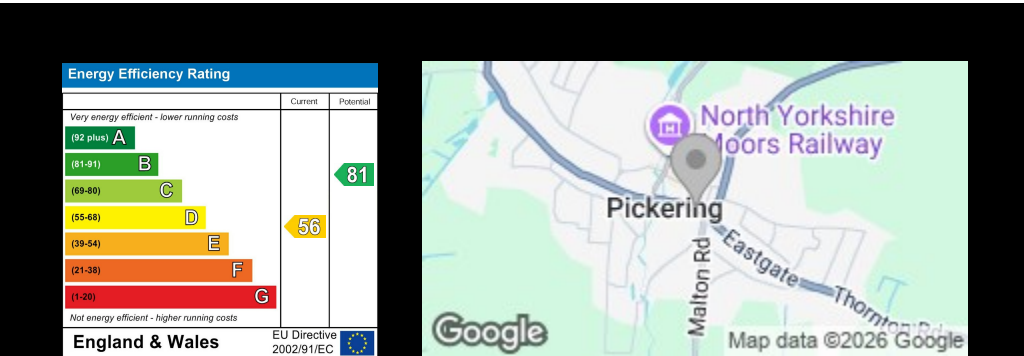 Energy Efficiency Rating
Current
Potential
Very energy efficient - lower running costs
(92 plus) A
(81-91) B
(69-80) C
(55-68) D
(39-54) E
(21-38) F
(1-20) G
81
56
Not energy efficient - higher running costs
England & Wales
EU Directive
2002/91/EC
North Yorkshire
Moors Railway
Pickering
Malton Rd
Eastgate
Thornton Rd
Google
Map data ©2026 Google